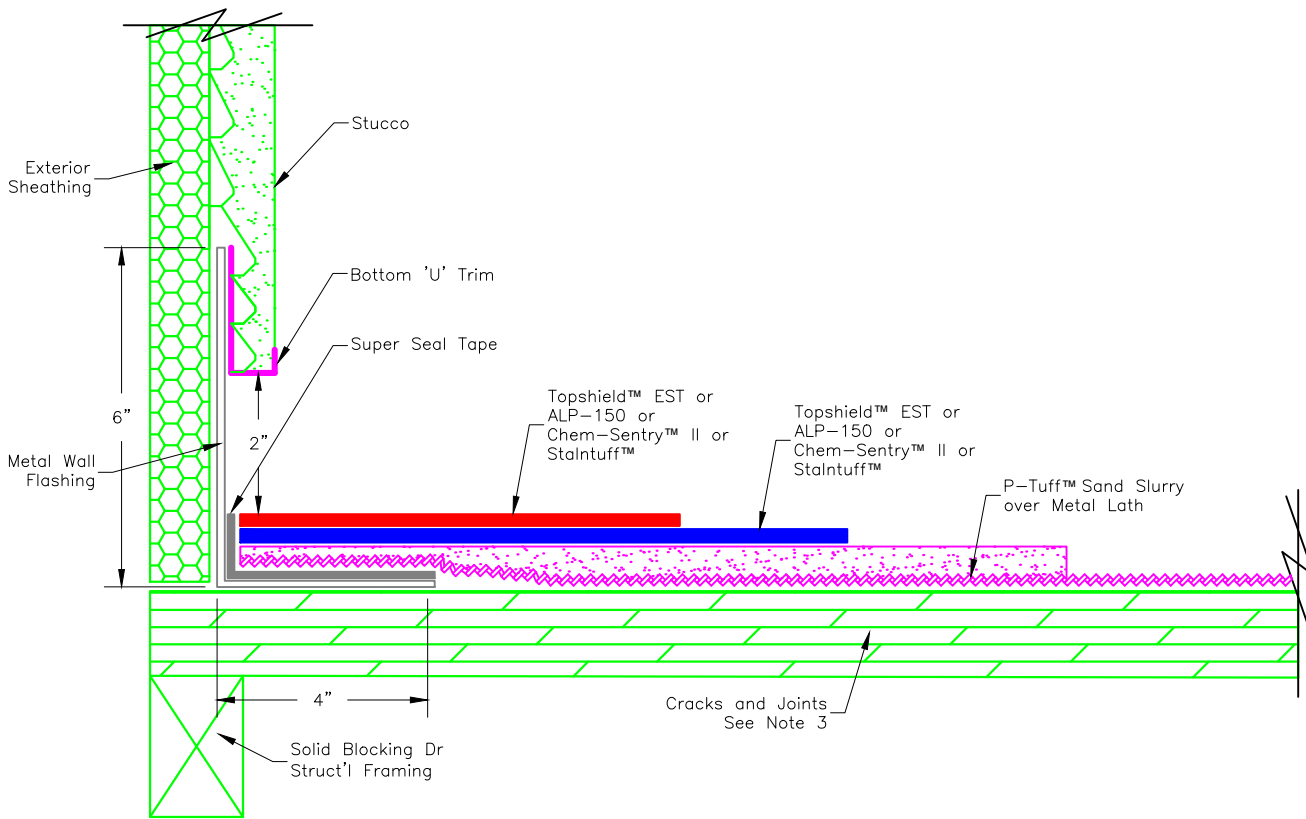 Stucco
Exterior
Sheathing
Bottom 'U' Trim
Super Seal Tape
6”
2”
Metal Wall
Flashing
Topshield™ EST or
ALP-150 or
Chem-Sentry™ II or
Stalntuff™
Topshield™ EST or
ALP-150 or
Chem-Sentry™ II or
Stalntuff™
P-Tuff™ Sand Slurry
over Metal Lath
4”
Cracks and Joints
See Note 3
Solid Blocking Dr
Struct'l Framing